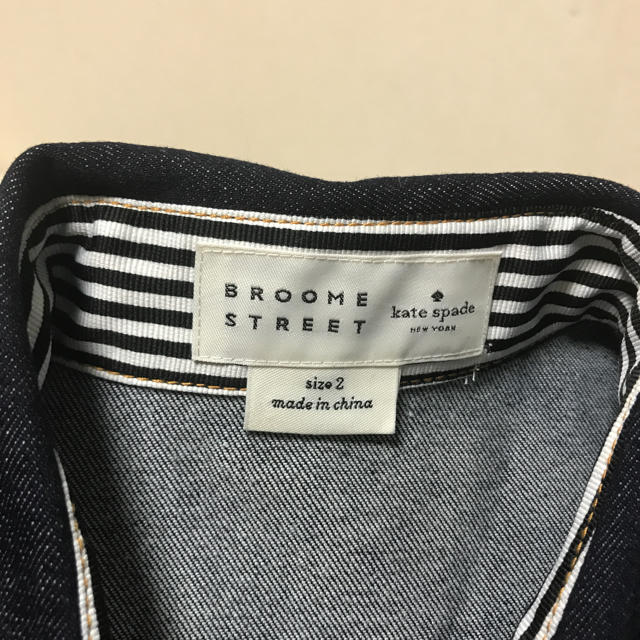 BROOME
STREET
kate spade
NEW YORK
size 2
made in china